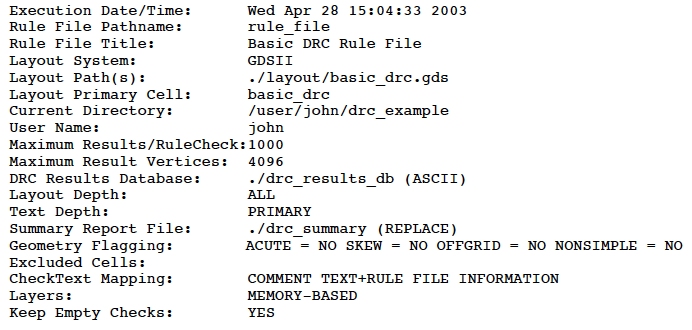 Execution Date/Time: Wed Apr 28 15:04:33 2003
Rule File Pathname: rule_file
Rule File Title: Basic DRC Rule File
Layout System: GDSII
Layout Path(s): ./layout/basic_drc.gds
Layout Primary Cell: basic_drc
Current Directory: /user/john/drc_example
User Name: john
Maximum Results/RuleCheck:1000
Maximum Result Vertices: 4096
DRC Results Database: ./drc_results_db (ASCII)
Layout Depth: ALL
Text Depth: PRIMARY
Summary Report File: ./drc_summary (REPLACE)
Geometry Flagging: ACUTE = NO SKEW = NO OFFGRID = NO NONSIMPLE = NO
Excluded Cells:
CheckText Mapping: COMMENT TEXT+RULE FILE INFORMATION
Layers: MEMORY-BASED
Keep Empty Checks: YES